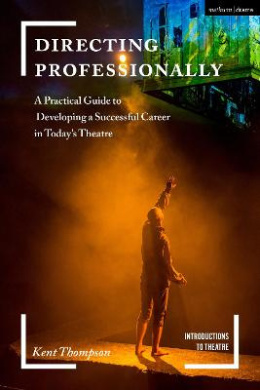 methuen | drama
DIRECTING
PROFESSIONALLY
A Practical Guide to
Developing a Successful Career
in Today's Theatre
INTRODUCTIONS
TO THEATRE
Kent Thompson